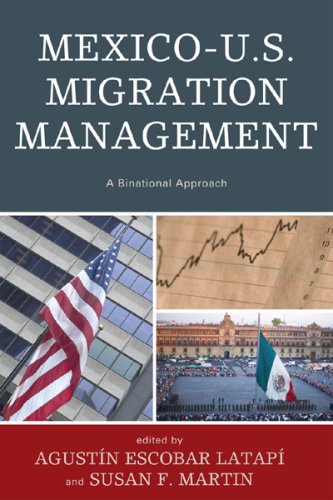 MEXICO-U.S.
MIGRATION
MANAGEMENT
A Binational Approach
edited by
AGUSTÍN ESCOBAR LATAPÍ
and SUSAN F. MARTIN